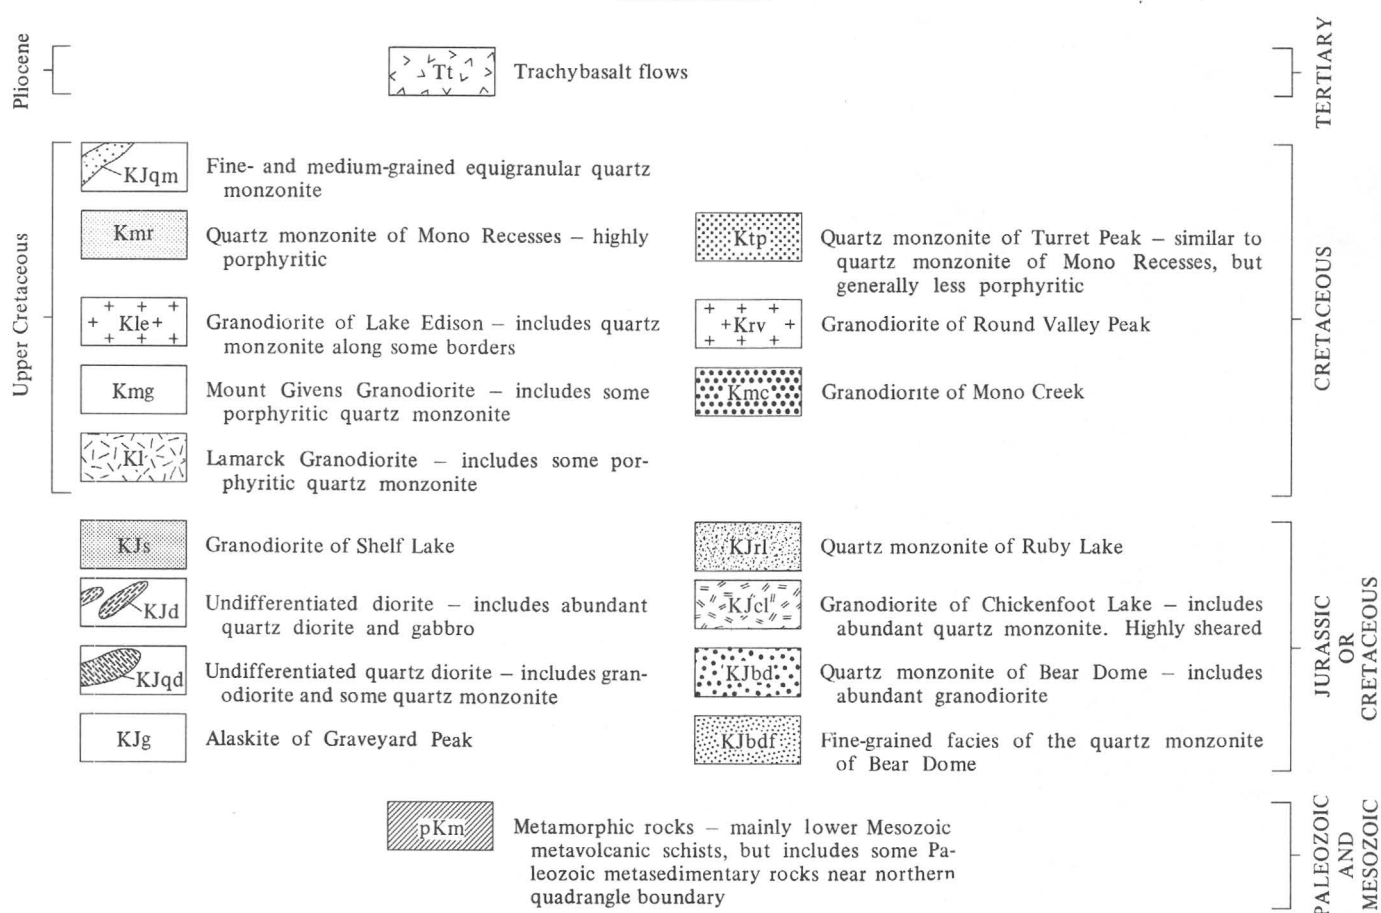 Pliocene
Tt
Trachybasalt flows
TERTIARY
Upper Cretaceous
KJqm
Fine- and medium-grained equigranular quartz
monzonite
Kmr
Quartz monzonite of Mono Recesses – highly
porphyritic
Kle
Granodiorite of Lake Edison – includes quartz
monzonite along some borders
Kmg
Mount Givens Granodiorite – includes some
porphyritic quartz monzonite
Kl
Lamarck Granodiorite – includes some por-
phyritic quartz monzonite
Ktp
Quartz monzonite of Turret Peak – similar to
quartz monzonite of Mono Recesses, but
generally less porphyritic
Krv
Granodiorite of Round Valley Peak
Kmc
Granodiorite of Mono Creek
CRETACEOUS
KJs
Granodiorite of Shelf Lake
KJd
Undifferentiated diorite – includes abundant
quartz diorite and gabbro
KJqd
Undifferentiated quartz diorite – includes gran-
odiorite and some quartz monzonite
KJg
Alaskite of Graveyard Peak
KJrl
Quartz monzonite of Ruby Lake
KJcl
Granodiorite of Chickenfoot Lake – includes
abundant quartz monzonite. Highly sheared
KJbd
Quartz monzonite of Bear Dome – includes
abundant granodiorite
KJbdf
Fine-grained facies of the quartz monzonite
of Bear Dome
JURASSIC
OR
CRETACEOUS
pKm
Metamorphic rocks – mainly lower Mesozoic
metavolcanic schists, but includes some Pa-
leozoic metasedimentary rocks near northern
quadrangle boundary
PALEOZOIC
AND
MESOZOIC